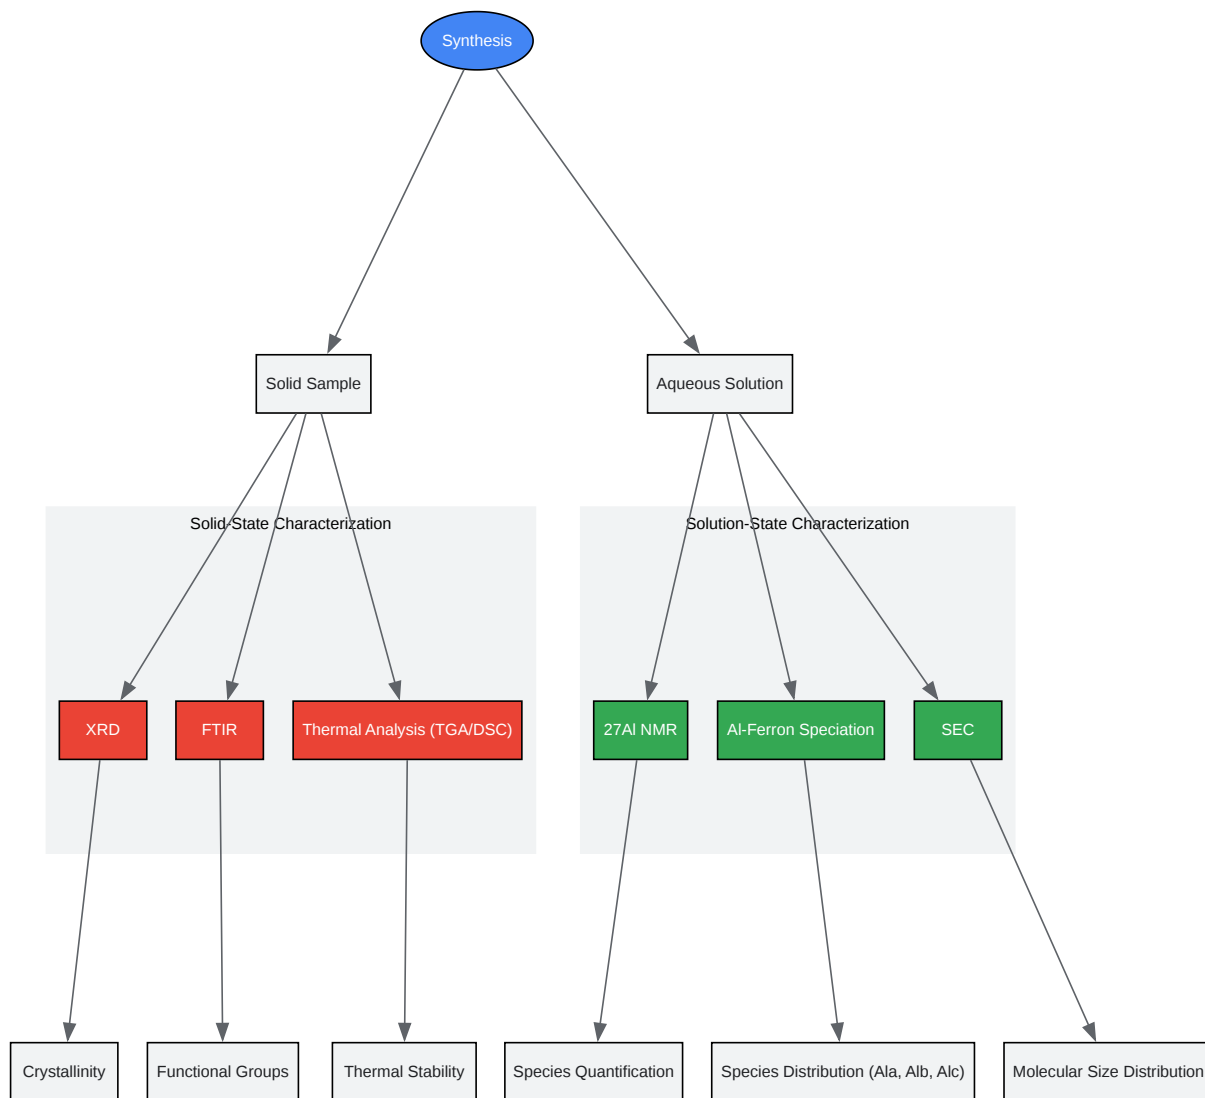 Synthesis
Solid Sample
Aqueous Solution
Solid-State Characterization
Solution-State Characterization
XRD
FTIR
Thermal Analysis (TGA/DSC)
27Al NMR
Al-Ferron Speciation
SEC
Crystallinity
Functional Groups
Thermal Stability
Species Quantification
Species Distribution (Ala, Alb, Alc)
Molecular Size Distribution